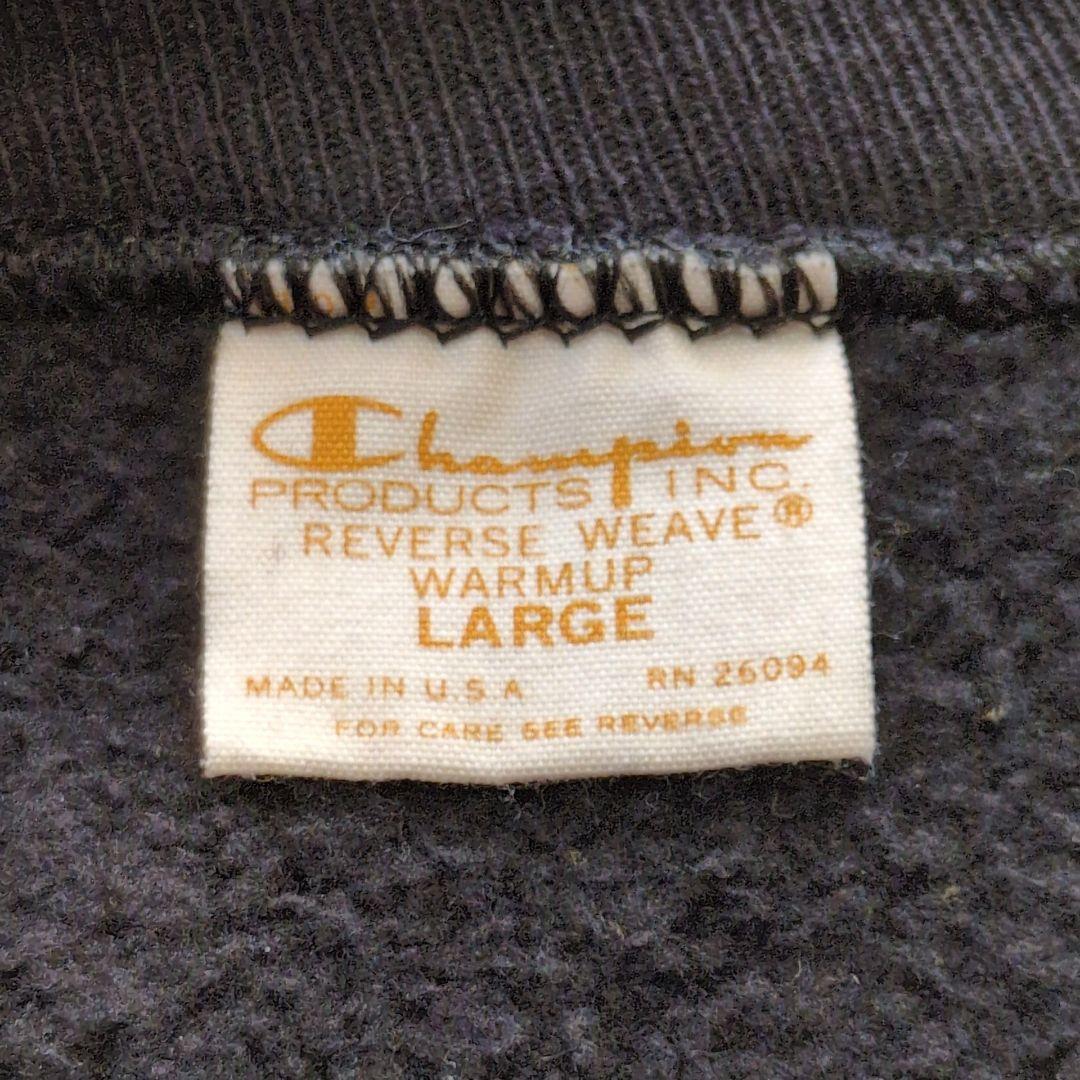 Champion
PRODUCTS INC.
REVERSE WEAVE®
WARMUP
LARGE
MADE IN U.S.A
RN 26094
FOR CARE SEE REVERSE